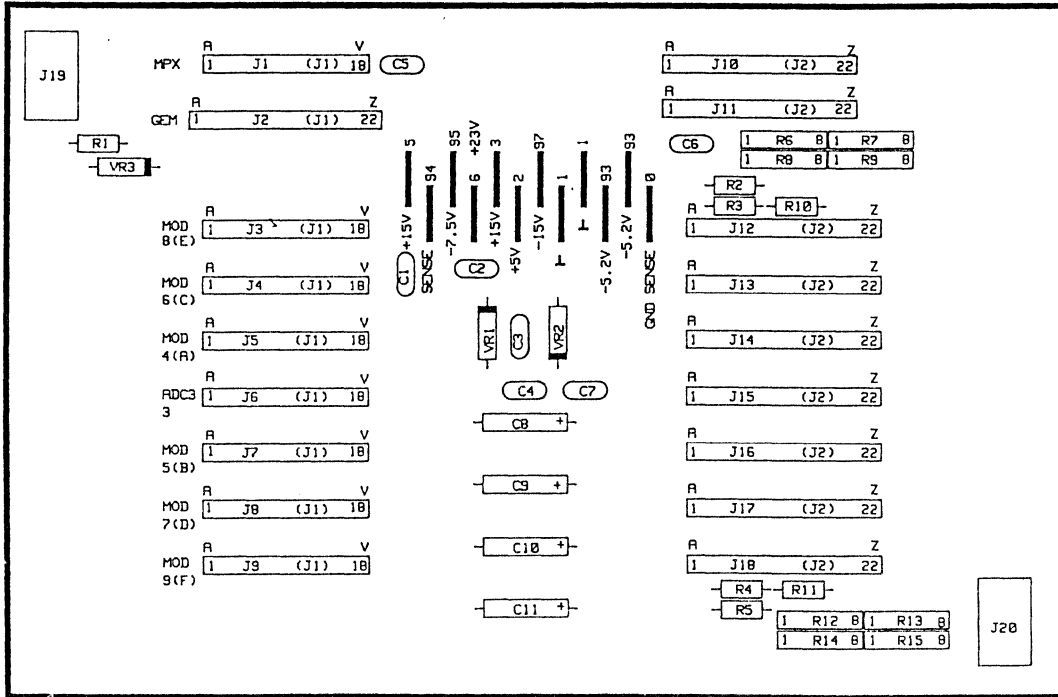 J19
A V
MPX 1 J1 (J1) 18 C5
A Z
1 J10 (J2) 22
A Z
GEM 1 J2 (J1) 22
A Z
1 J11 (J2) 22
R1
VR3
C6
1 R6 8 1 R7 8
1 R8 8 1 R9 8
R2
R3 R10
5 95 +23V 3 97 1 93
94 6 2 1 93 0
+15V -7.5V +15V -15V ⊥ -5.2V
SENSE +5V ⊥ -5.2V GND SENSE
C1 C2
A V
MOD 1 J3 (J1) 18
8(E)
A Z
1 J12 (J2) 22
A V
MOD 1 J4 (J1) 18
6(C)
A Z
1 J13 (J2) 22
VR1 C3 VR2
A V
MOD 1 J5 (J1) 18
4(A)
A Z
1 J14 (J2) 22
A V
ADC3 1 J6 (J1) 18
3
C4 C7
A Z
1 J15 (J2) 22
C8 +
A V
MOD 1 J7 (J1) 18
5(B)
A Z
1 J16 (J2) 22
C9 +
A V
MOD 1 J8 (J1) 18
7(D)
A Z
1 J17 (J2) 22
C10 +
A V
MOD 1 J9 (J1) 18
9(F)
A Z
1 J18 (J2) 22
C11 +
R4 R11
R5
1 R12 8 1 R13 8
1 R14 8 1 R15 8
J20